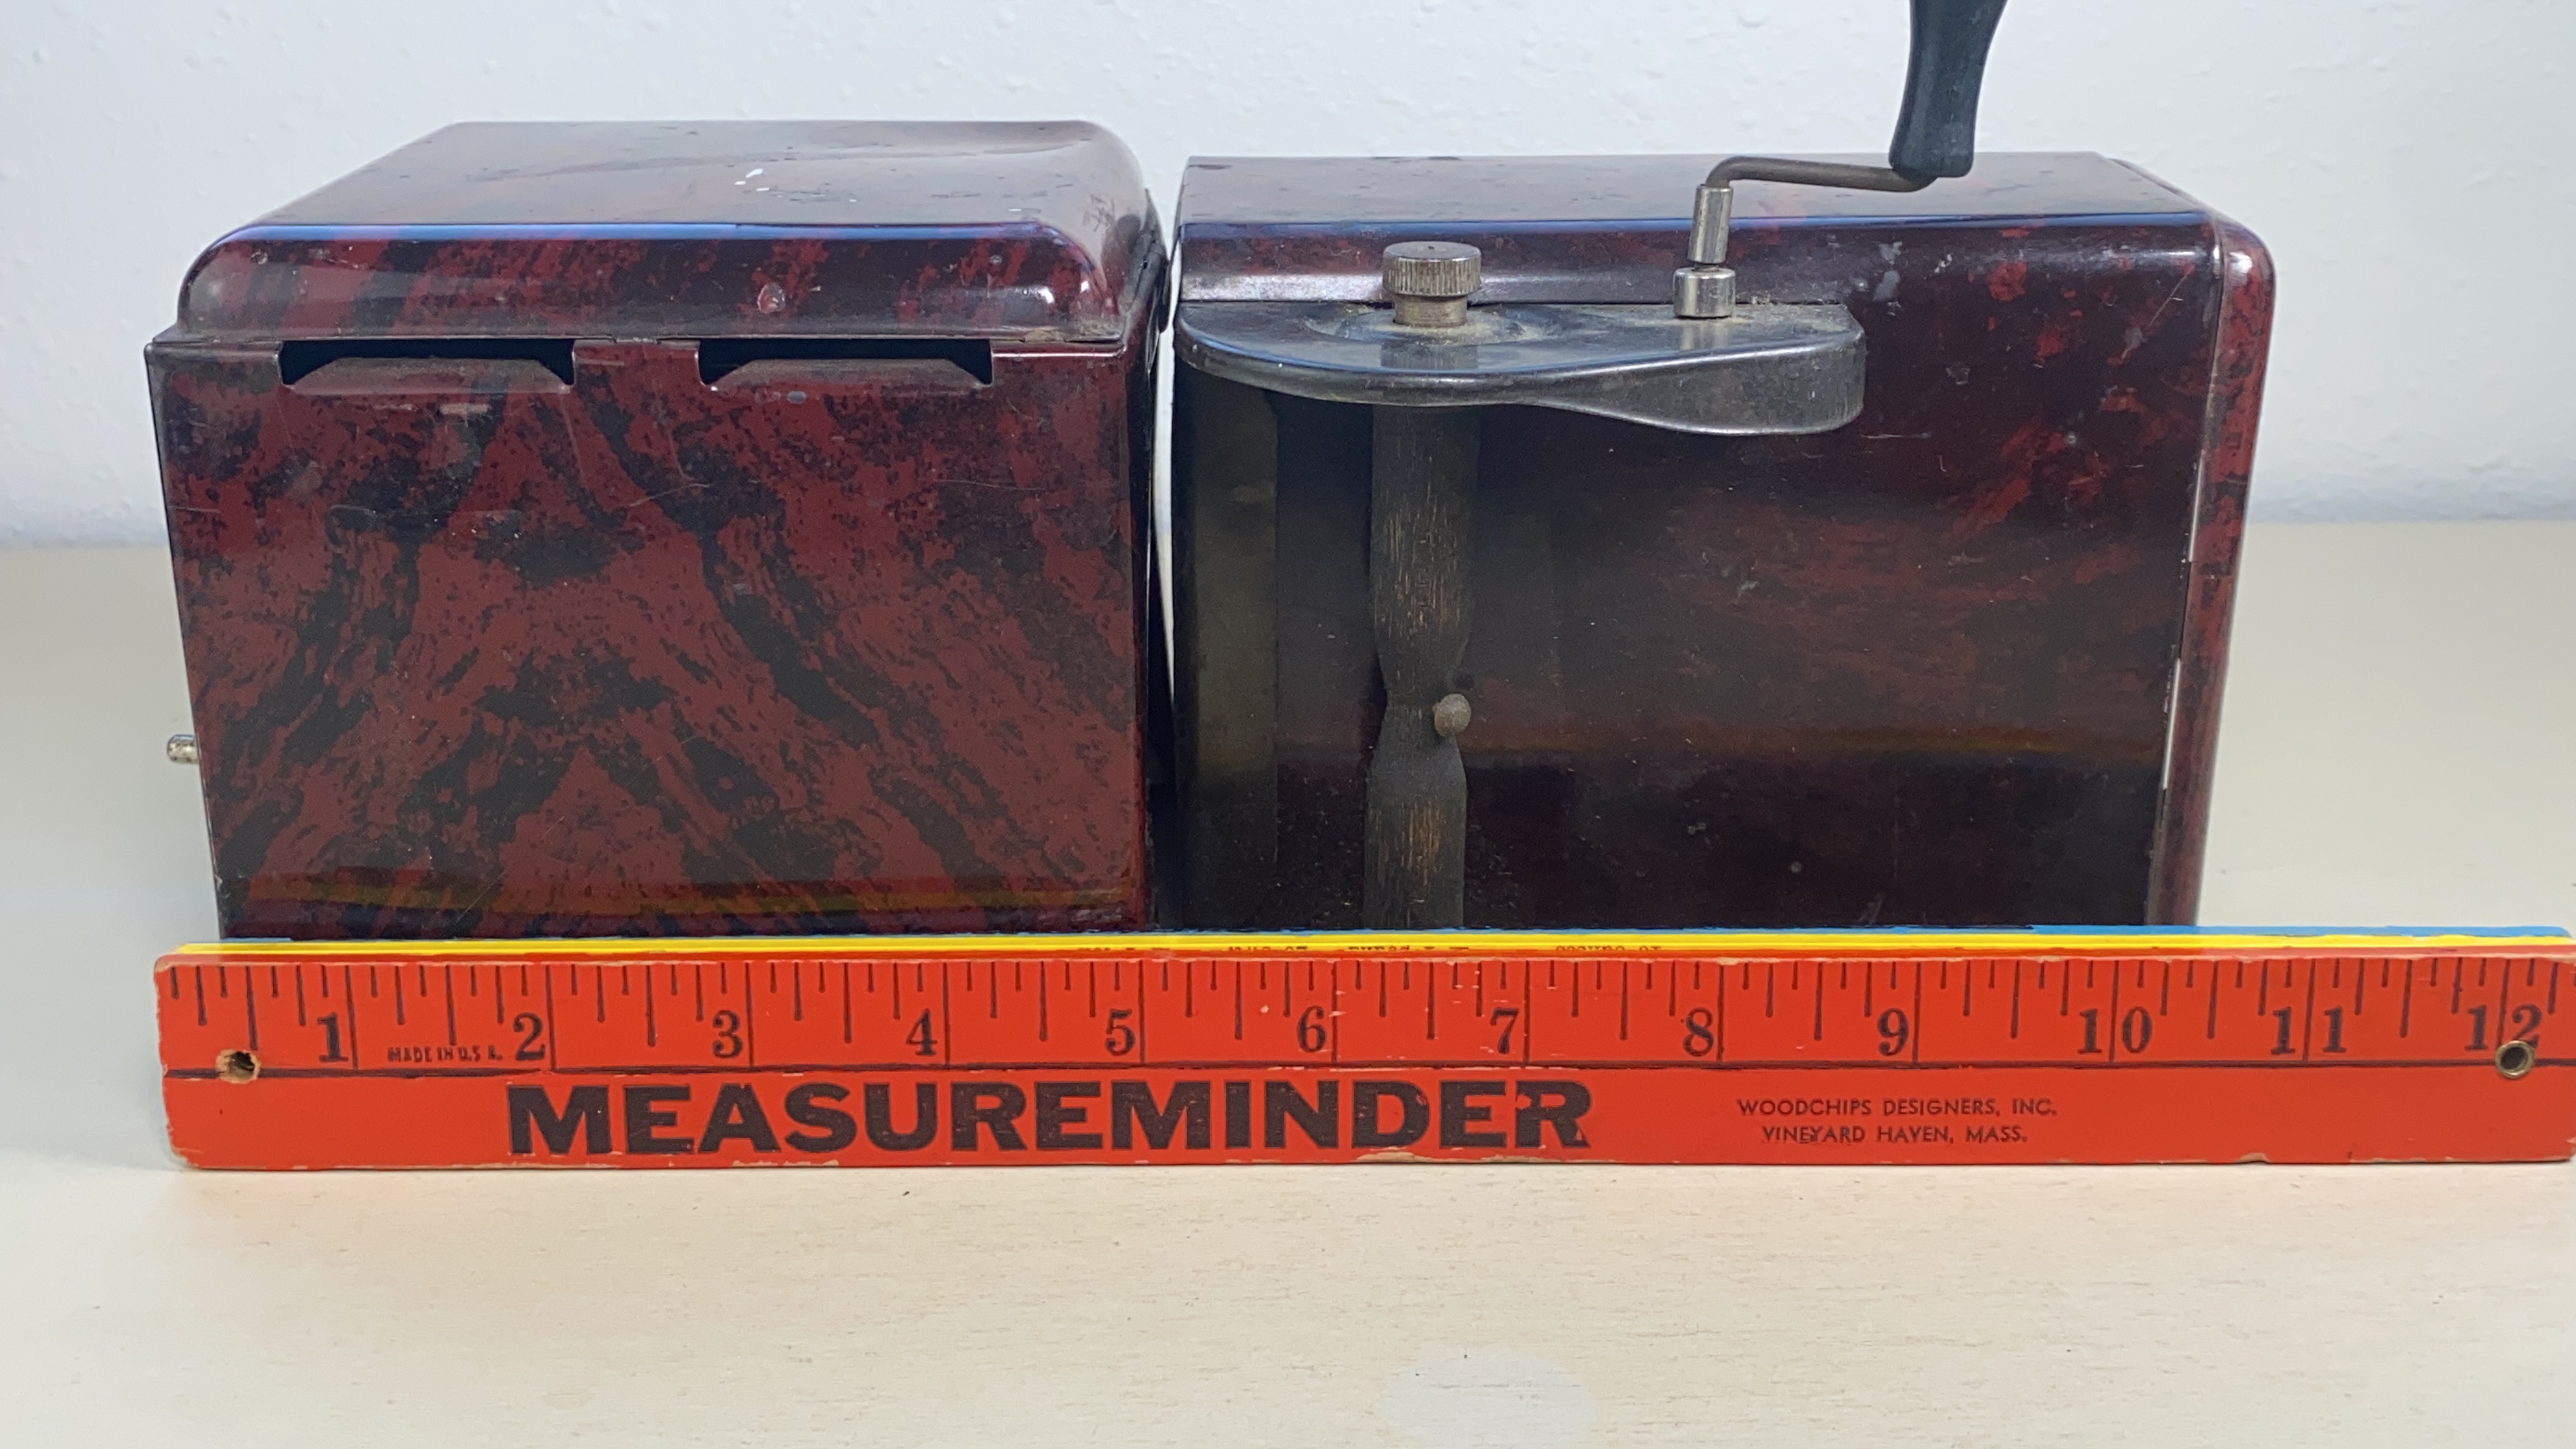 1 2 3 4 5 6 7 8 9 10 11 12
MADE IN U.S.A.
MEASUREMINDER
WOODCHIPS DESIGNERS, INC.
VINEYARD HAVEN, MASS.